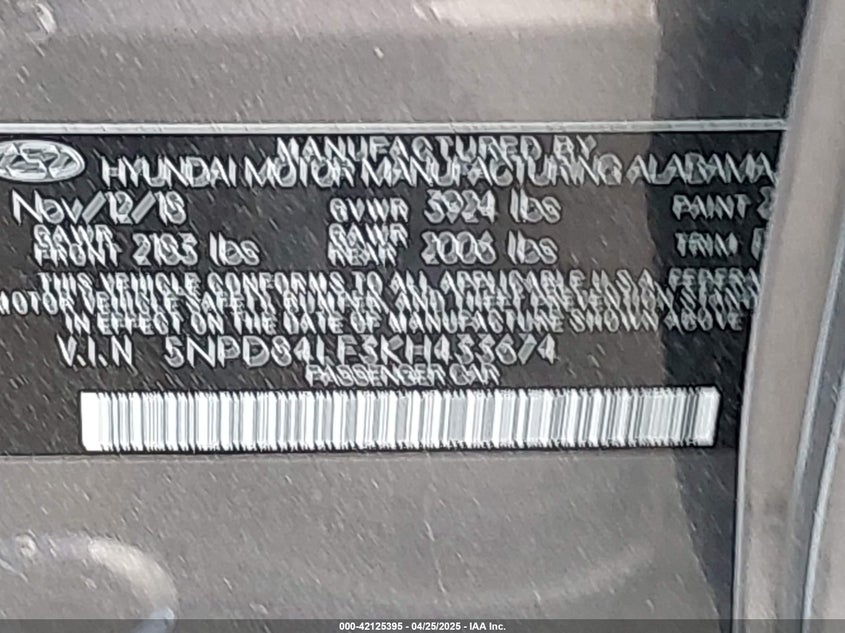 MANUFACTURED BY
HYUNDAI MOTOR MANUFACTURING ALABAMA
Nov/12/18 GVWR 3924 lbs PAINT
GAWR FRONT 2183 lbs GAWR REAR 2006 lbs TRIM
THIS VEHICLE CONFORMS TO ALL APPLICABLE U.S.A. FEDERA
MOTOR VEHICLE SAFETY BUMPER, AND THEFT PREVENTION STAN
IN EFFECT ON THE DATE OF MANUFACTURE SHOWN ABOVE
V.I.N 5NPD84LF3KH433674
PASSENGER CAR
000-42125395 - 04/25/2025 - IAA Inc.